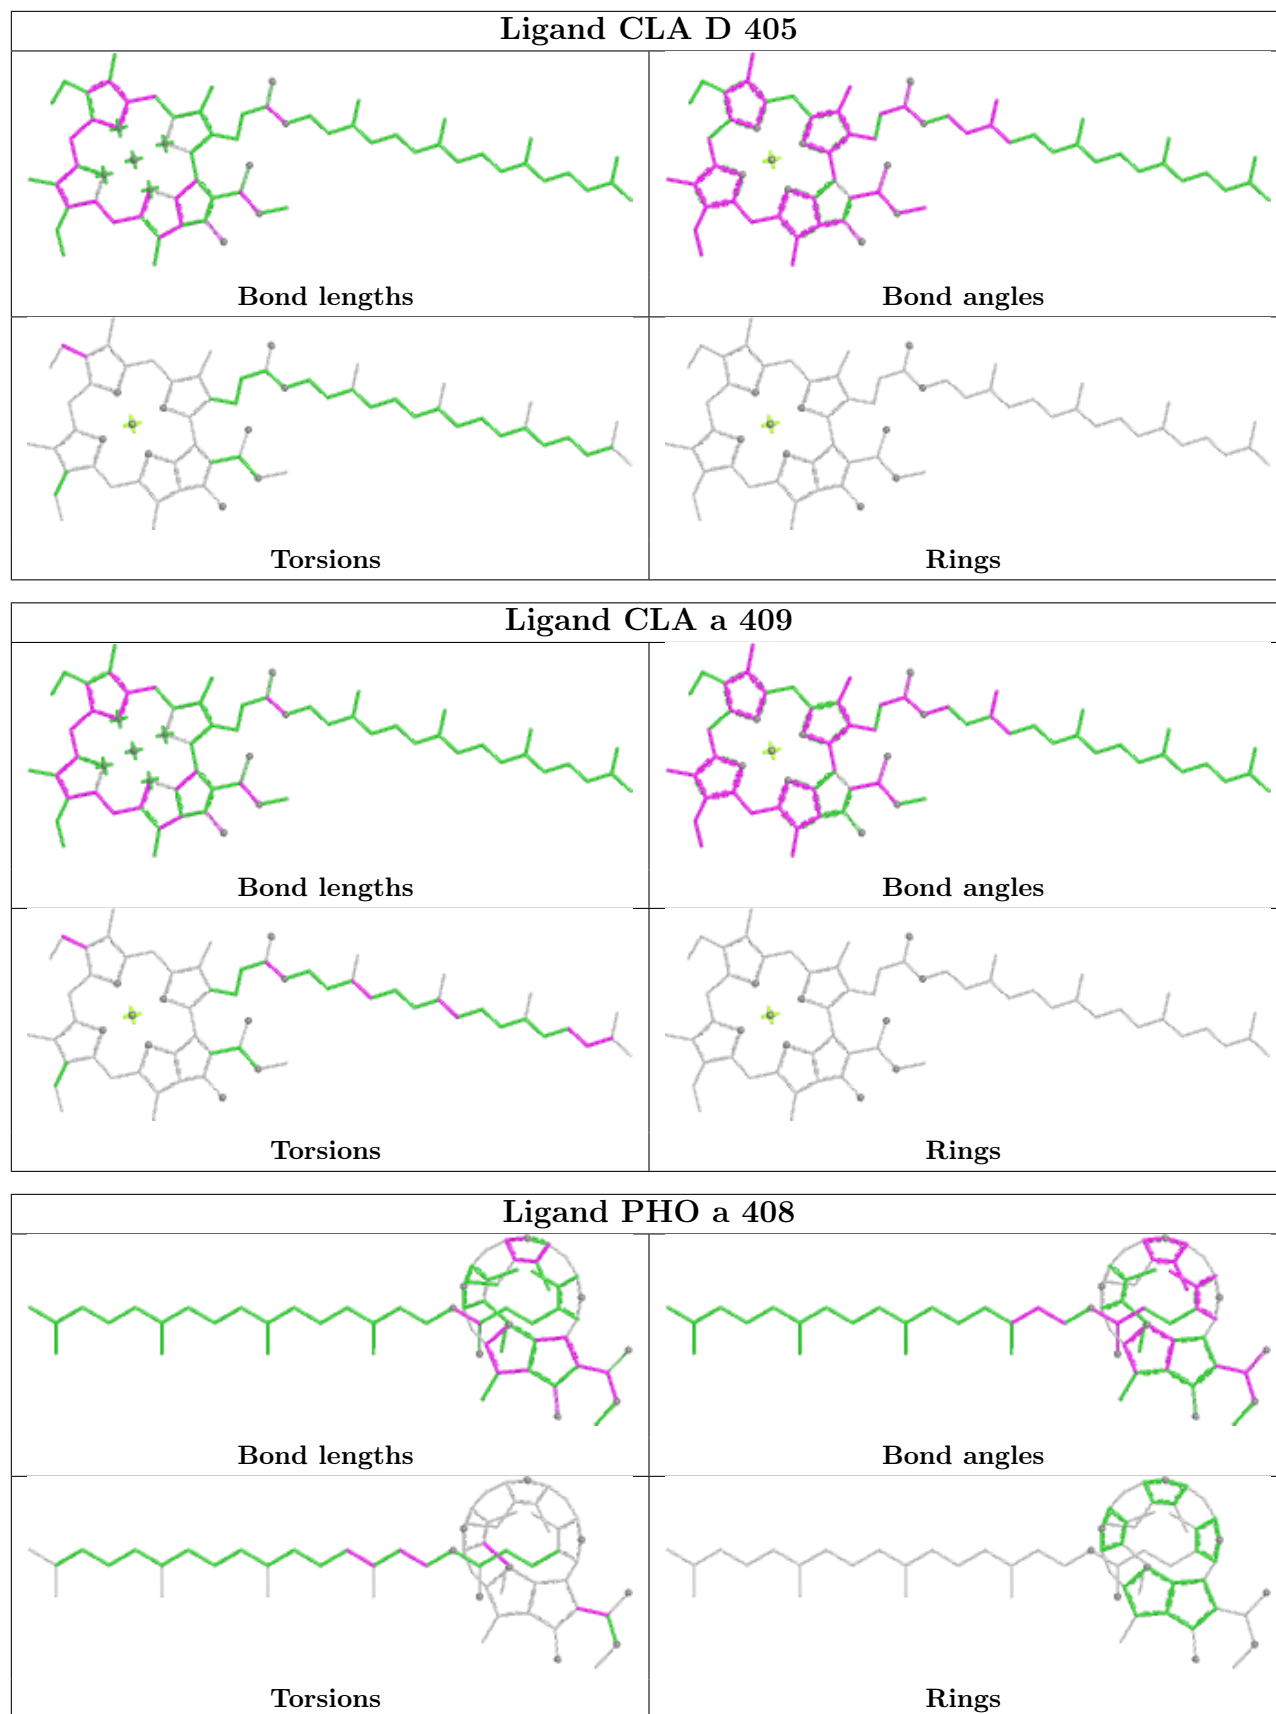 Ligand CLA D 405
Bond lengths
Bond angles
Torsions
Rings
Ligand CLA a 409
Bond lengths
Bond angles
Torsions
Rings
Ligand PHO a 408
Bond lengths
Bond angles
Torsions
Rings